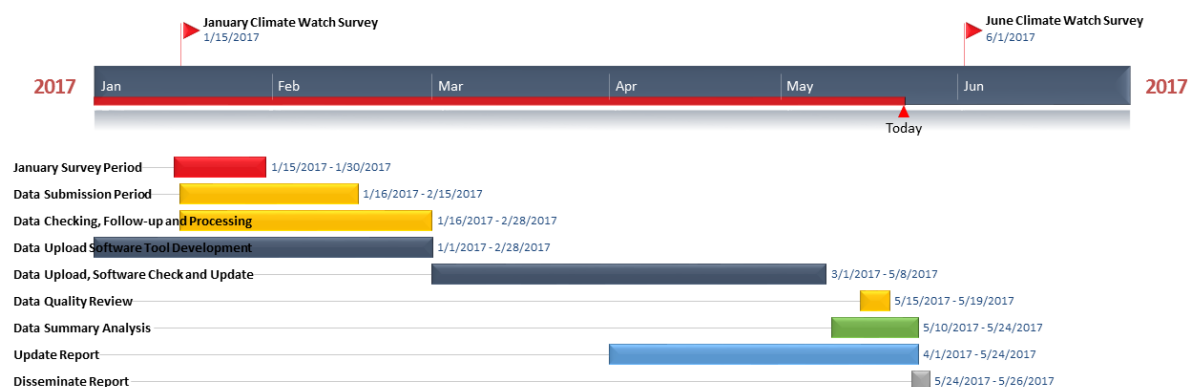 January Climate Watch Survey
1/15/2017
June Climate Watch Survey
6/1/2017
2017 Jan Feb Mar Apr May Jun 2017
Today
January Survey Period 1/15/2017 - 1/30/2017
Data Submission Period 1/16/2017 - 2/15/2017
Data Checking, Follow-up and Processing 1/16/2017 - 2/28/2017
Data Upload Software Tool Development 1/1/2017 - 2/28/2017
Data Upload, Software Check and Update 3/1/2017 - 5/8/2017
Data Quality Review 5/15/2017 - 5/19/2017
Data Summary Analysis 5/10/2017 - 5/24/2017
Update Report 4/1/2017 - 5/24/2017
Disseminate Report 5/24/2017 - 5/26/2017